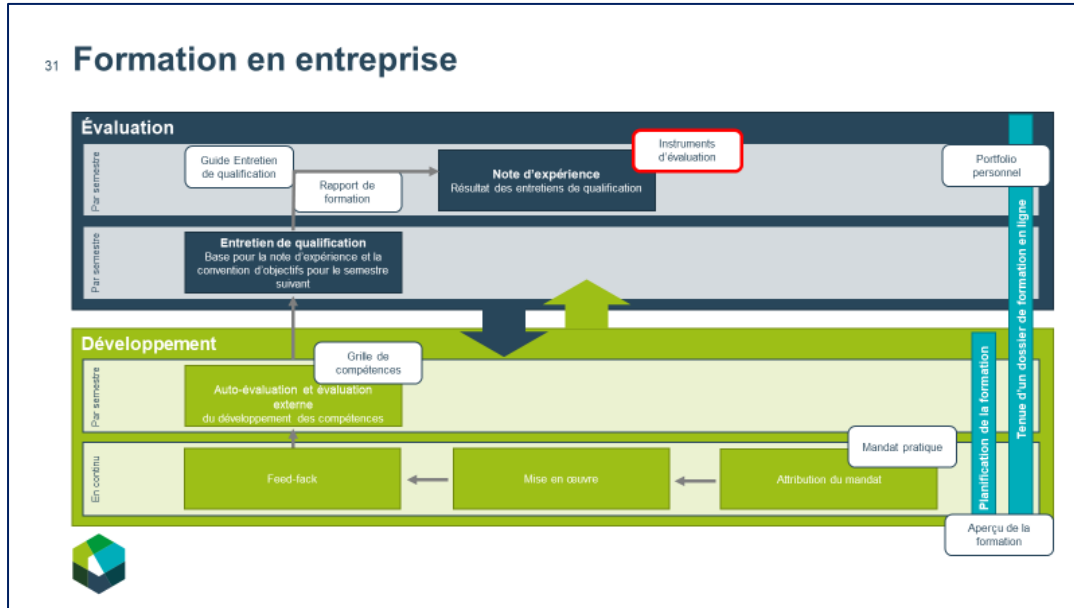 31 Formation en entreprise
Évaluation
Par semestre
Guide Entretien
de qualification
Rapport de
formation
Note d'expérience
Résultat des entretiens de qualification
Instruments
d'évaluation
Portfolio
personnel
Par semestre
Entretien de qualification
Base pour la note d'expérience et la
convention d'objectifs pour le semestre
suivant
Développement
Par semestre
Grille de
compétences
Auto-évaluation et évaluation
externe
du développement des compétences
En continu
Feed-fack
Mise en œuvre
Attribution du mandat
Mandat pratique
Planification de la formation
Tenue d'un dossier de formation en ligne
Aperçu de la
formation